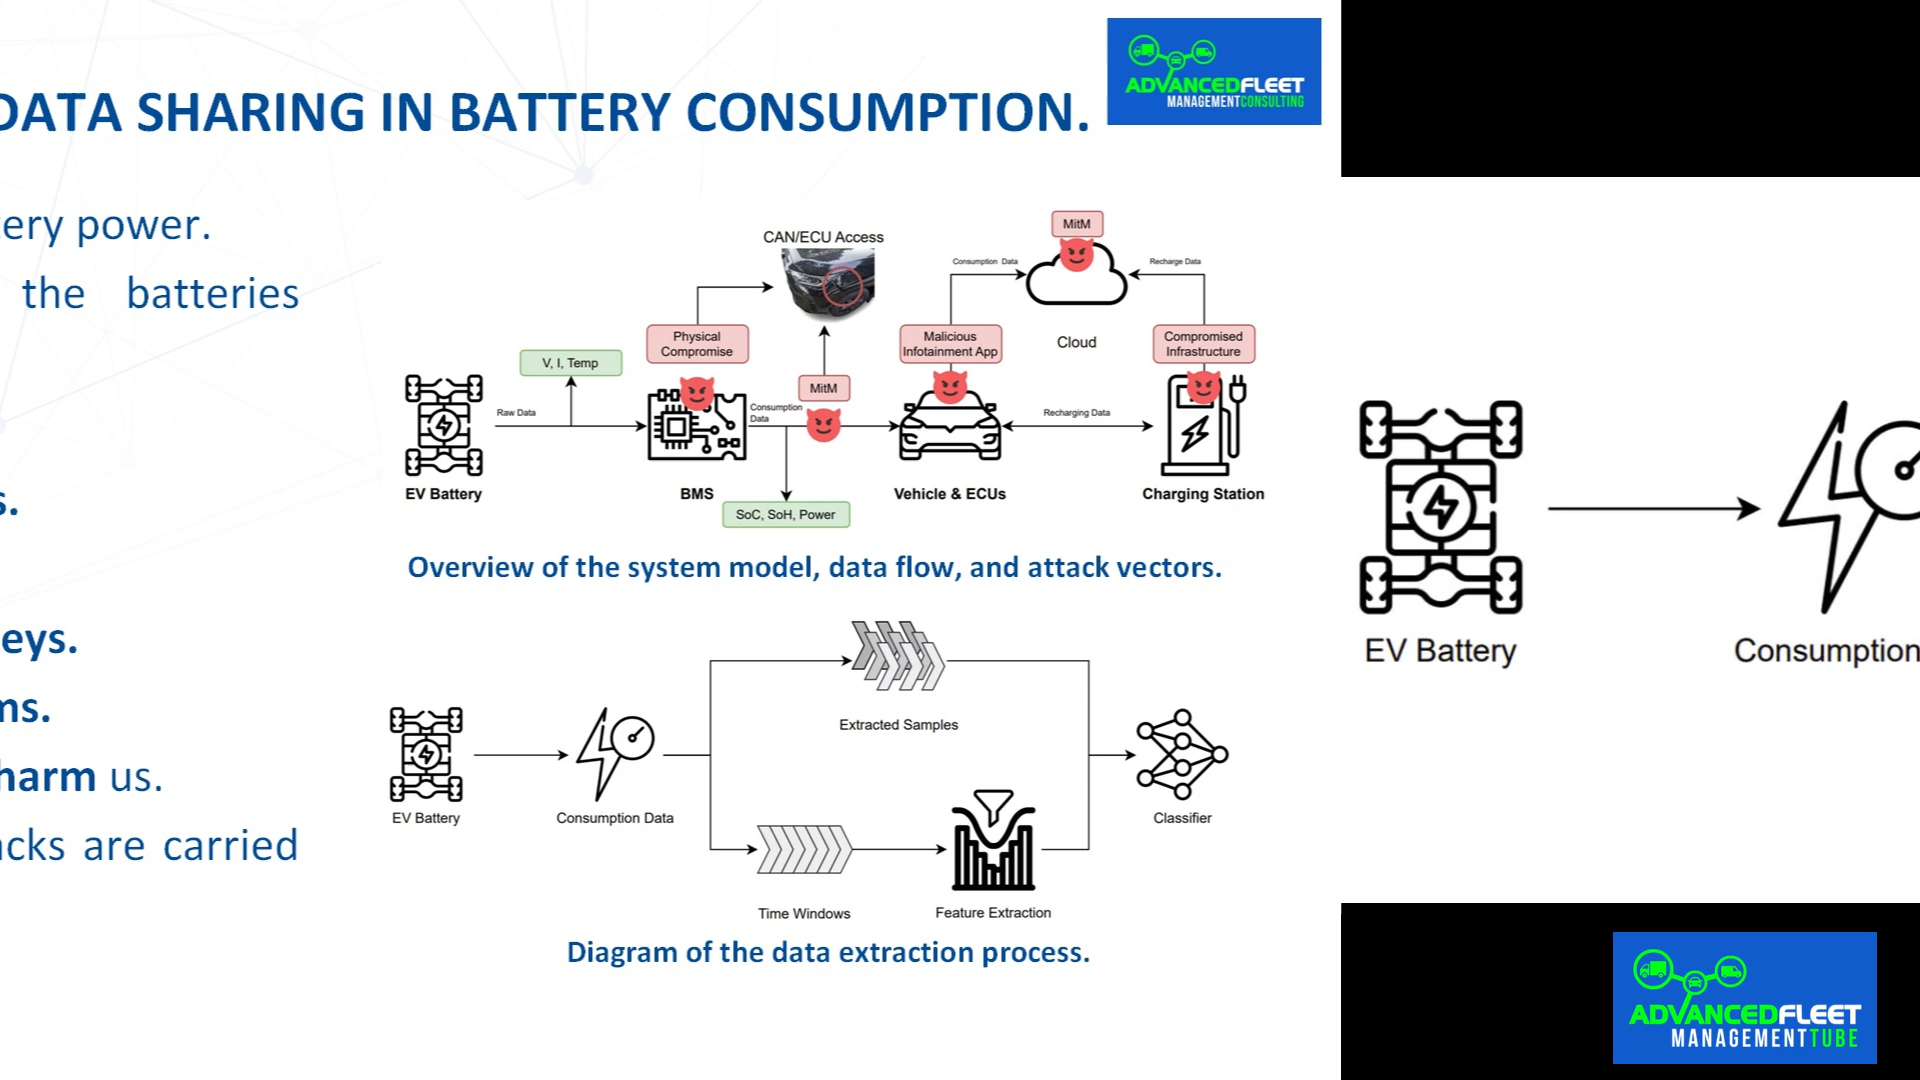 DATA SHARING IN BATTERY CONSUMPTION.
ADVANCEDFLEET
MANAGEMENTCONSULTING
ery power.
the batteries
s.
eys.
ms.
harm us.
cks are carried
CAN/ECU Access
MitM
Consumption Data
Recharge Data
Physical
Compromise
Malicious
Infotainment App
Cloud
Compromised
Infrastructure
V, I, Temp
MitM
Raw Data
Consumption
Data
Recharging Data
EV Battery
BMS
Vehicle & ECUs
Charging Station
SoC, SoH, Power
Overview of the system model, data flow, and attack vectors.
Extracted Samples
EV Battery
Consumption Data
Classifier
Time Windows
Feature Extraction
Diagram of the data extraction process.
EV Battery
Consumption
ADVANCEDFLEET
MANAGEMENTTUBE